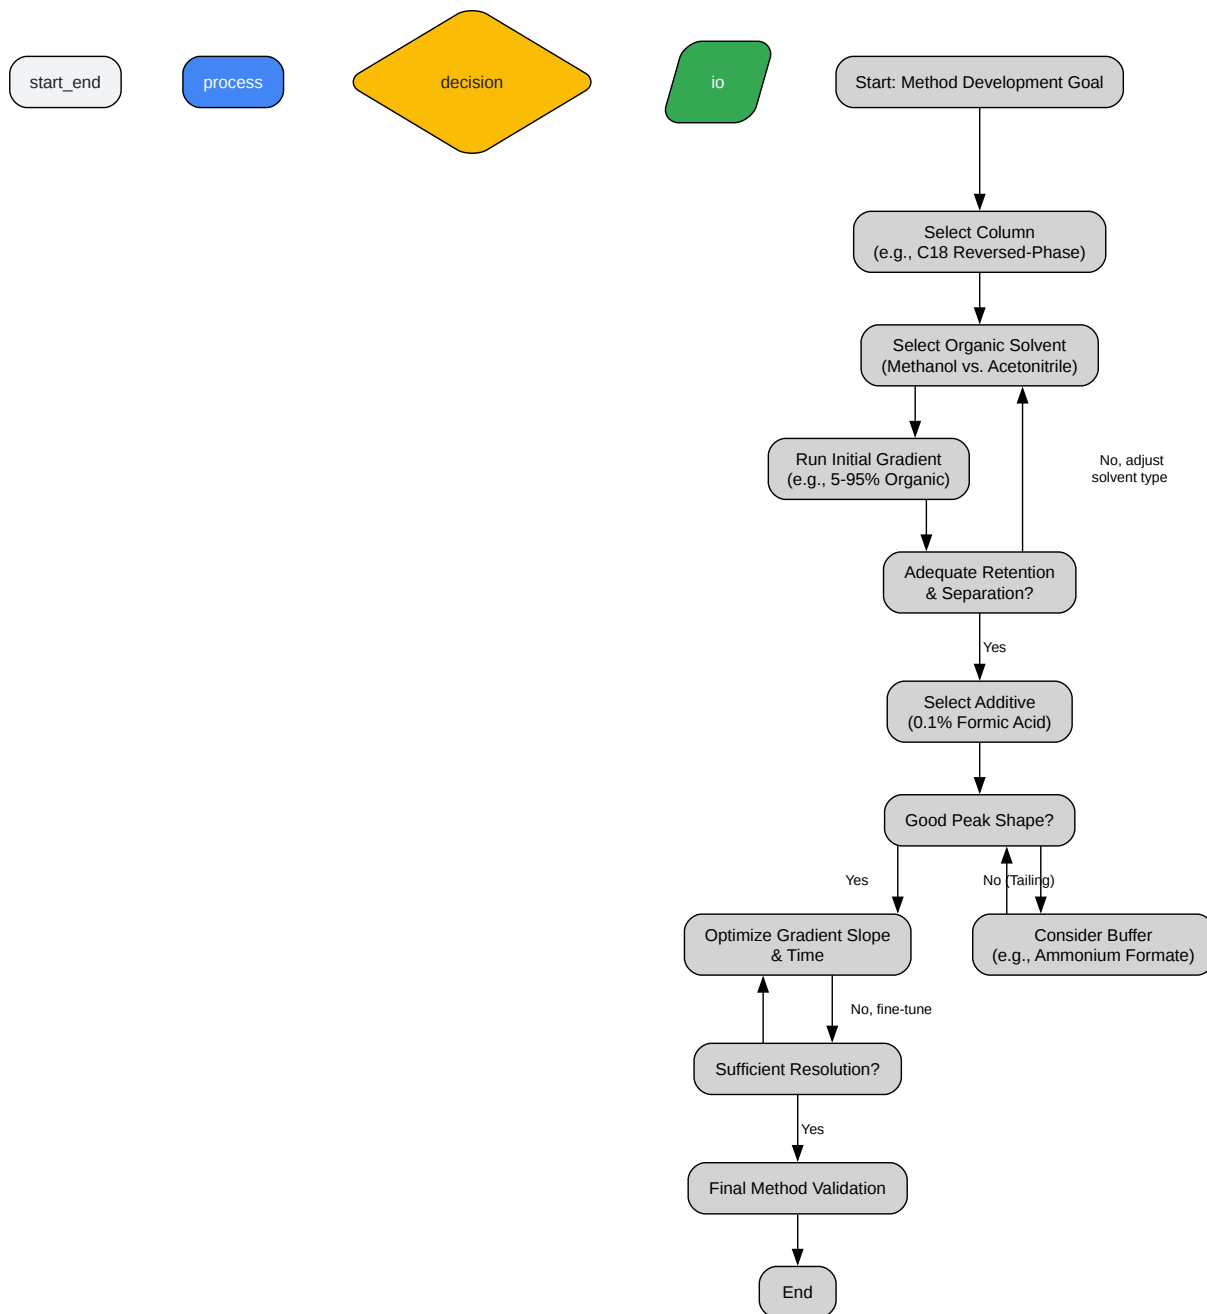 start_end
process
decision
io
Start: Method Development Goal
Select Column
(e.g., C18 Reversed-Phase)
Select Organic Solvent
(Methanol vs. Acetonitrile)
Run Initial Gradient
(e.g., 5-95% Organic)
No, adjust
solvent type
Adequate Retention
& Separation?
Yes
Select Additive
(0.1% Formic Acid)
Good Peak Shape?
Yes
No (Tailing)
Optimize Gradient Slope
& Time
Consider Buffer
(e.g., Ammonium Formate)
No, fine-tune
Sufficient Resolution?
Yes
Final Method Validation
End